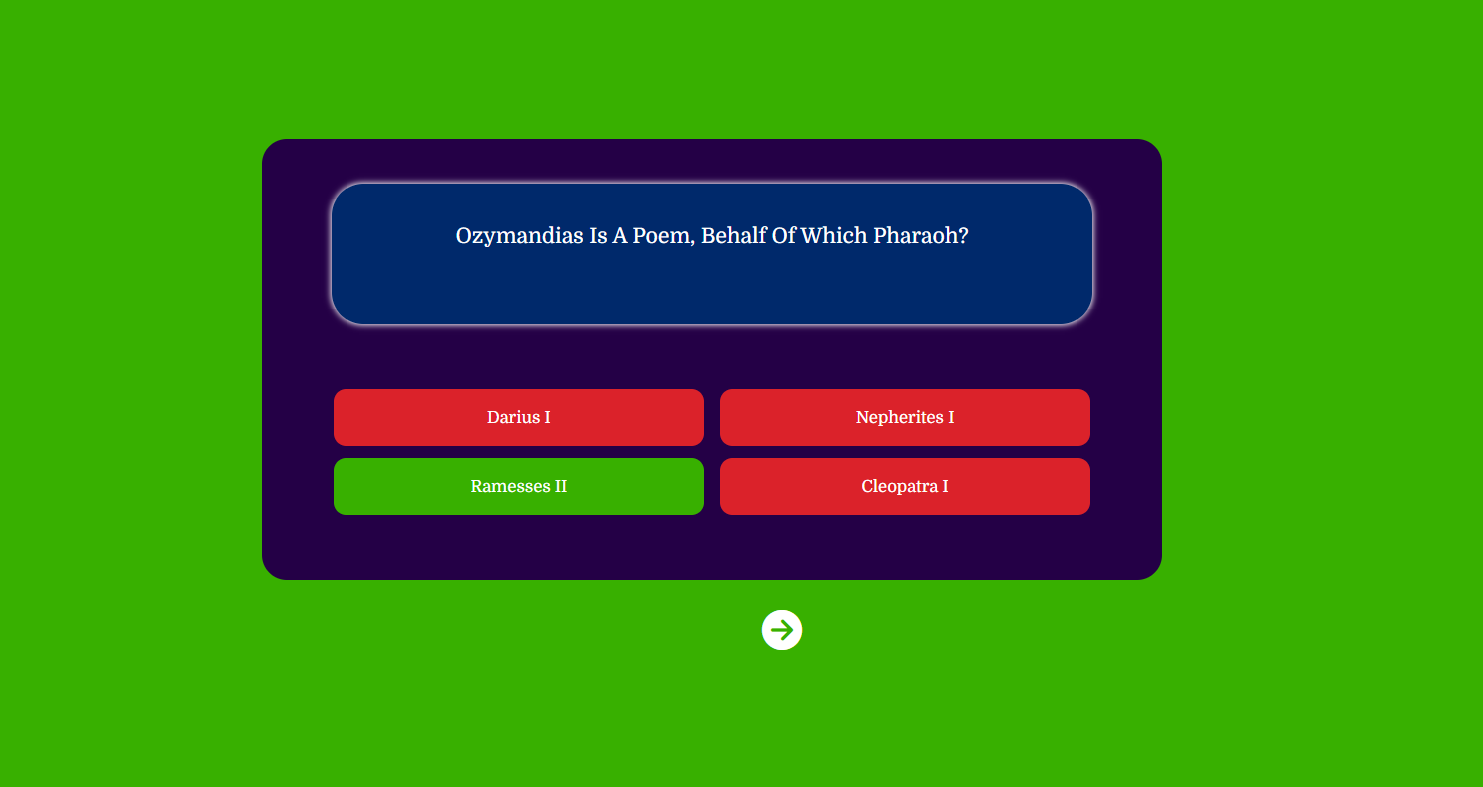 Ozymandias Is A Poem, Behalf Of Which Pharaoh?
Darius I
Nepherites I
Ramesses II
Cleopatra I